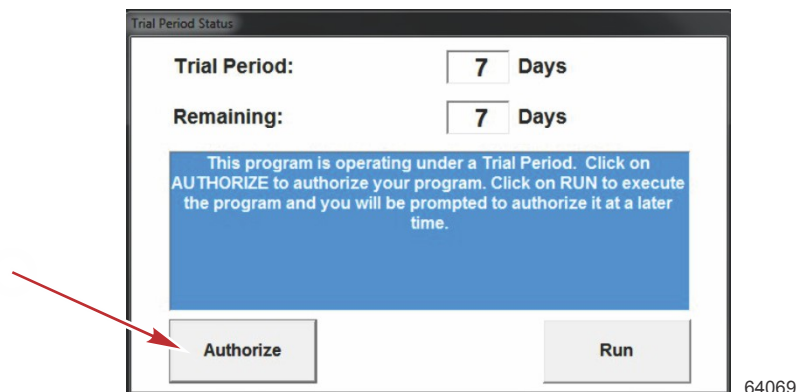 Trial Period Status
Trial Period: 7 Days
Remaining: 7 Days
This program is operating under a Trial Period. Click on
AUTHORIZE to authorize your program. Click on RUN to execute
the program and you will be prompted to authorize it at a later
time.
Authorize Run
64069